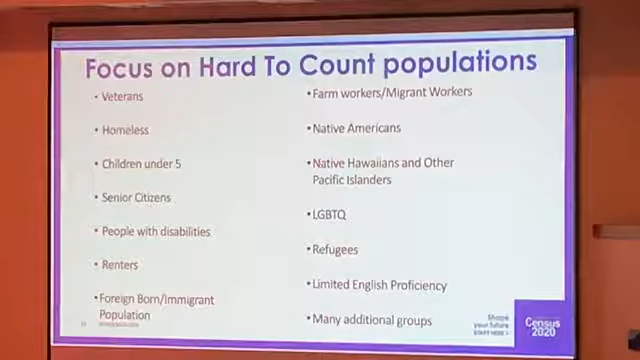 Focus on Hard To Count populations
• Veterans
• Homeless
• Children under 5
• Senior Citizens
• People with disabilities
• Renters
• Foreign Born/Immigrant
Population
• Farm workers/Migrant Workers
• Native Americans
• Native Hawaiians and Other
Pacific Islanders
• LGBTQ
• Refugees
• Limited English Proficiency
• Many additional groups
Shape
your future
START HERE >
Census
2020